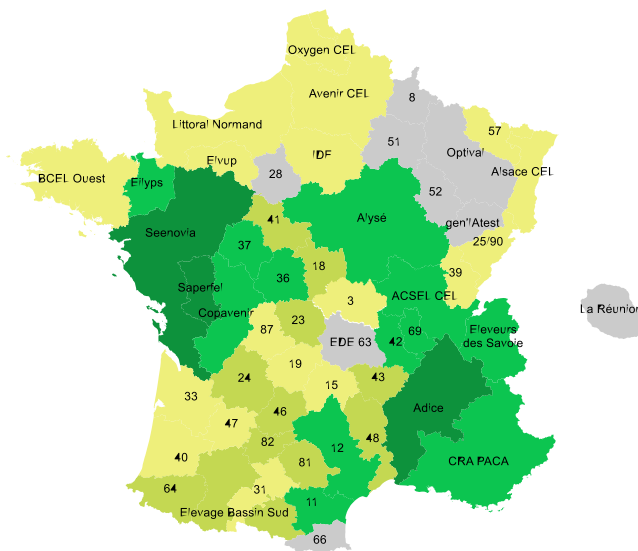 Oxygen CEL
Avenir CEL
8
Littoral Normand
57
51
IDF
Optival
Elvup
Alsace CEL
28
BCEL Ouest
Ellyps
52
41
Alysé
gen'IAtest
Seenovia
37
25/90
18
39
36
Saperfel
3
ACSEL CEL
La Réunion
Copavenir
23
87
69
Eleveurs
des Savoie
EDE 63
42
19
24
43
15
33
46
Adice
47
82
12
48
40
81
CRA PACA
64
31
11
Elevage Bassin Sud
66